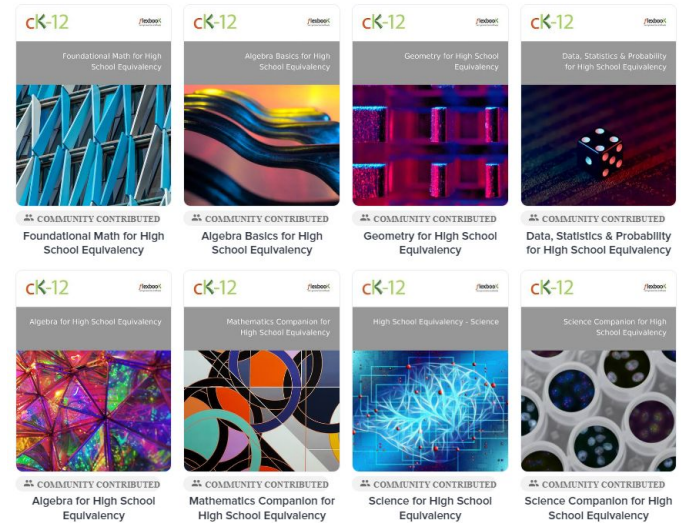 cK-12
flexbook
Foundational Math for High
School Equivalency
COMMUNITY CONTRIBUTED
Foundational Math for High
School Equivalency
cK-12
flexbook
Algebra Basics for High
School Equivalency
COMMUNITY CONTRIBUTED
Algebra Basics for High
School Equivalency
cK-12
flexbook
Geometry for High School
Equivalency
COMMUNITY CONTRIBUTED
Geometry for High School
Equivalency
cK-12
flexbook
Data, Statistics & Probability
for High School Equivalency
COMMUNITY CONTRIBUTED
Data, Statistics & Probability
for High School Equivalency
cK-12
flexbook
Algebra for High School Equivalency
COMMUNITY CONTRIBUTED
Algebra for High School
Equivalency
cK-12
flexbook
Mathematics Companion for
High School Equivalency
COMMUNITY CONTRIBUTED
Mathematics Companion for
High School Equivalency
cK-12
flexbook
High School Equivalency - Science
COMMUNITY CONTRIBUTED
Science for High School
Equivalency
cK-12
flexbook
Science Companion for High
School Equivalency
COMMUNITY CONTRIBUTED
Science Companion for High
School Equivalency